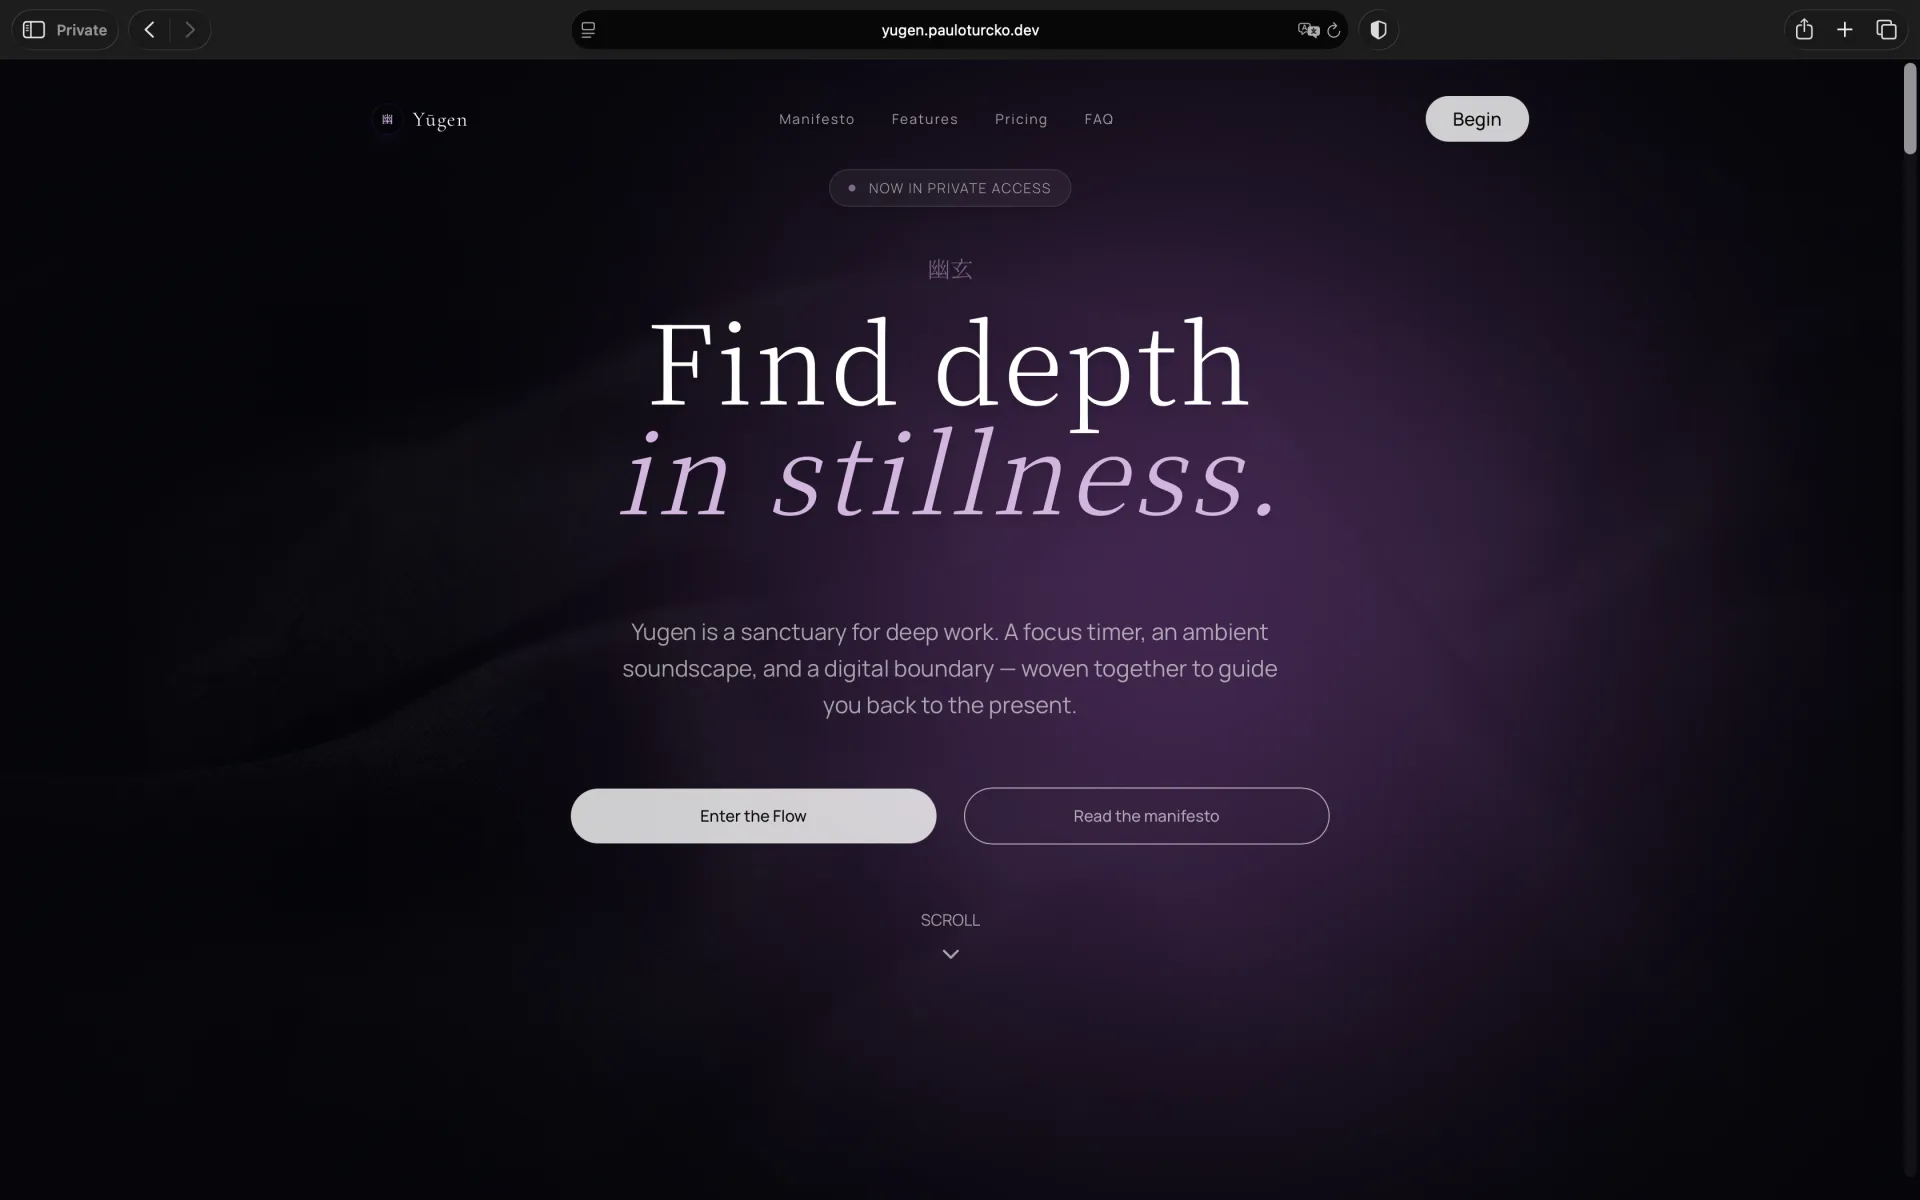 Private
yugen.pauloturcko.dev
幽
Yūgen
Manifesto
Features
Pricing
FAQ
Begin
NOW IN PRIVATE ACCESS
幽玄
Find depth
in stillness.
Yugen is a sanctuary for deep work. A focus timer, an ambient
soundscape, and a digital boundary — woven together to guide
you back to the present.
Enter the Flow
Read the manifesto
SCROLL